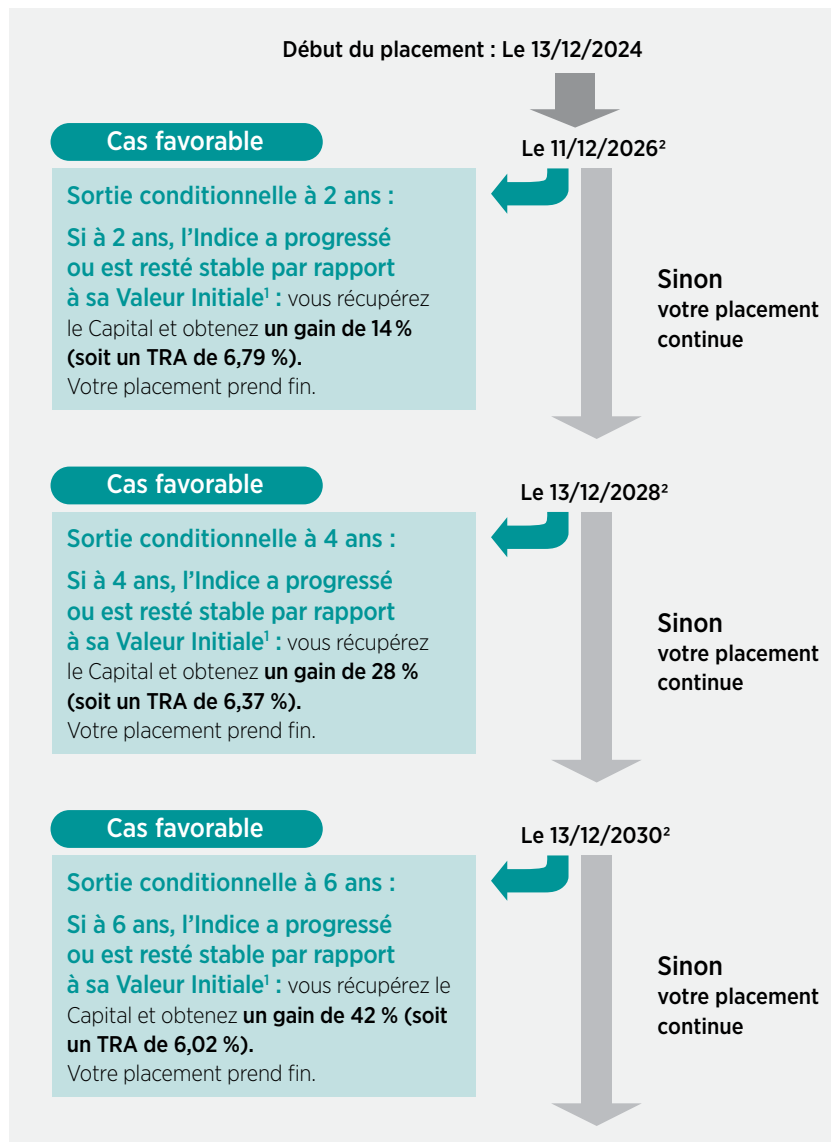 Début du placement : Le 13/12/2024
Cas favorable
Le 11/12/2026²
Sortie conditionnelle à 2 ans :
Si à 2 ans, l’Indice a progressé
ou est resté stable par rapport
à sa Valeur Initiale¹ : vous récupérez
le Capital et obtenez un gain de 14 %
(soit un TRA de 6,79 %).
Votre placement prend fin.
Sinon
votre placement
continue
Cas favorable
Le 13/12/2028²
Sortie conditionnelle à 4 ans :
Si à 4 ans, l’Indice a progressé
ou est resté stable par rapport
à sa Valeur Initiale¹ : vous récupérez
le Capital et obtenez un gain de 28 %
(soit un TRA de 6,37 %).
Votre placement prend fin.
Sinon
votre placement
continue
Cas favorable
Le 13/12/2030²
Sortie conditionnelle à 6 ans :
Si à 6 ans, l’Indice a progressé
ou est resté stable par rapport
à sa Valeur Initiale¹ : vous récupérez le
Capital et obtenez un gain de 42 % (soit
un TRA de 6,02 %).
Votre placement prend fin.
Sinon
votre placement
continue